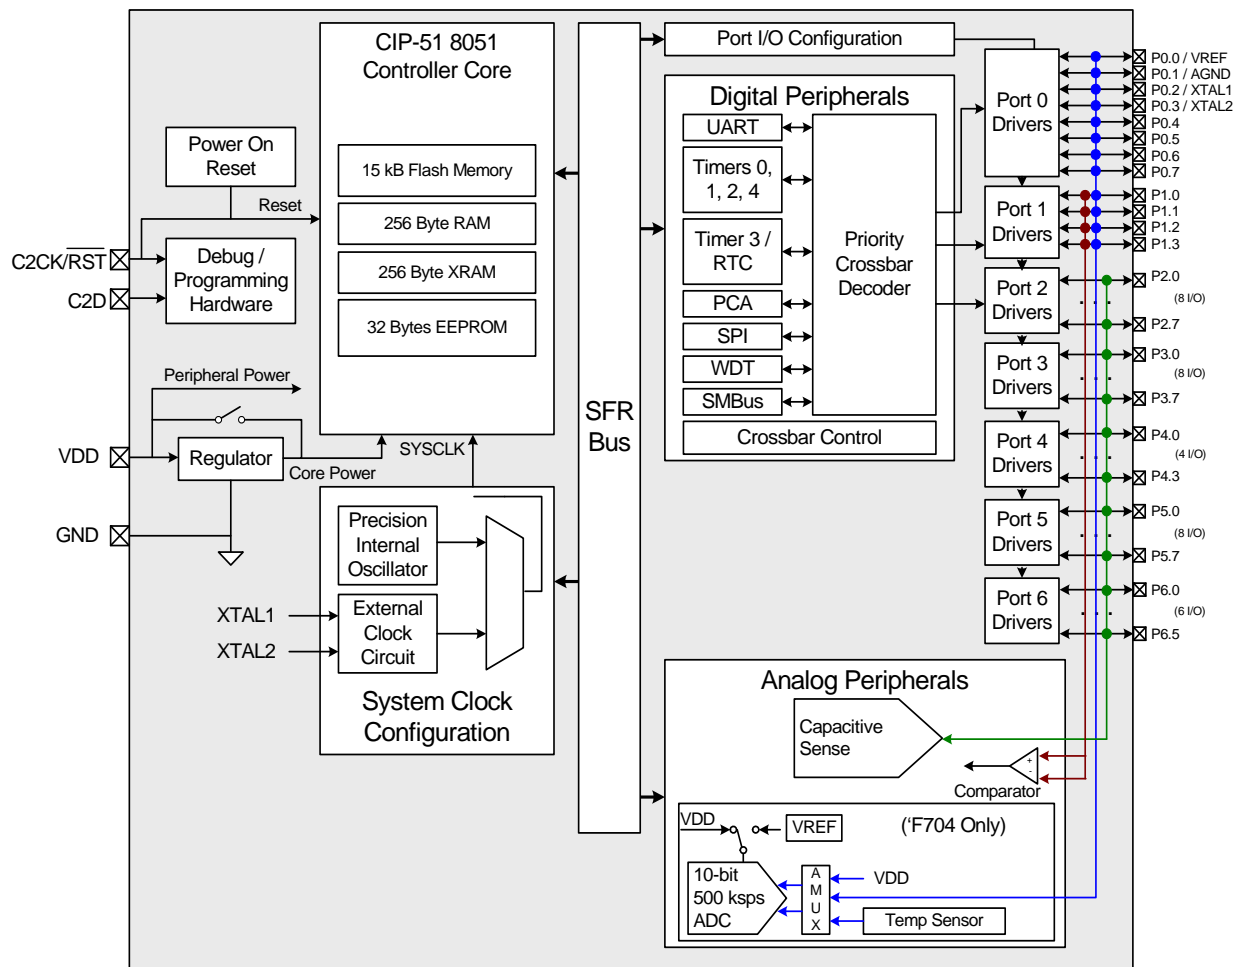 CIP-51 8051
Controller Core
15 kB Flash Memory
256 Byte RAM
256 Byte XRAM
32 Bytes EEPROM
Power On
Reset
Reset
C2CK/RST
Debug /
Programming
Hardware
C2D
Peripheral Power
VDD
Regulator
Core Power
SYSCLK
GND
Precision
Internal
Oscillator
XTAL1
XTAL2
External
Clock
Circuit
System Clock
Configuration
SFR
Bus
Port I/O Configuration
Digital Peripherals
UART
Timers 0,
1, 2, 4
Timer 3 /
RTC
PCA
SPI
WDT
SMBus
Priority
Crossbar
Decoder
Crossbar Control
Port 0
Drivers
Port 1
Drivers
Port 2
Drivers
Port 3
Drivers
Port 4
Drivers
Port 5
Drivers
Port 6
Drivers
P0.0 / VREF
P0.1 / AGND
P0.2 / XTAL1
P0.3 / XTAL2
P0.4
P0.5
P0.6
P0.7
P1.0
P1.1
P1.2
P1.3
P2.0
(8 I/O)
P2.7
P3.0
(8 I/O)
P3.7
P4.0
(4 I/O)
P4.3
P5.0
(8 I/O)
P5.7
P6.0
(6 I/O)
P6.5
Analog Peripherals
Capacitive
Sense
+
-
Comparator
VDD
VREF
('F704 Only)
10-bit
500 ksps
ADC
A
M
U
X
VDD
Temp Sensor